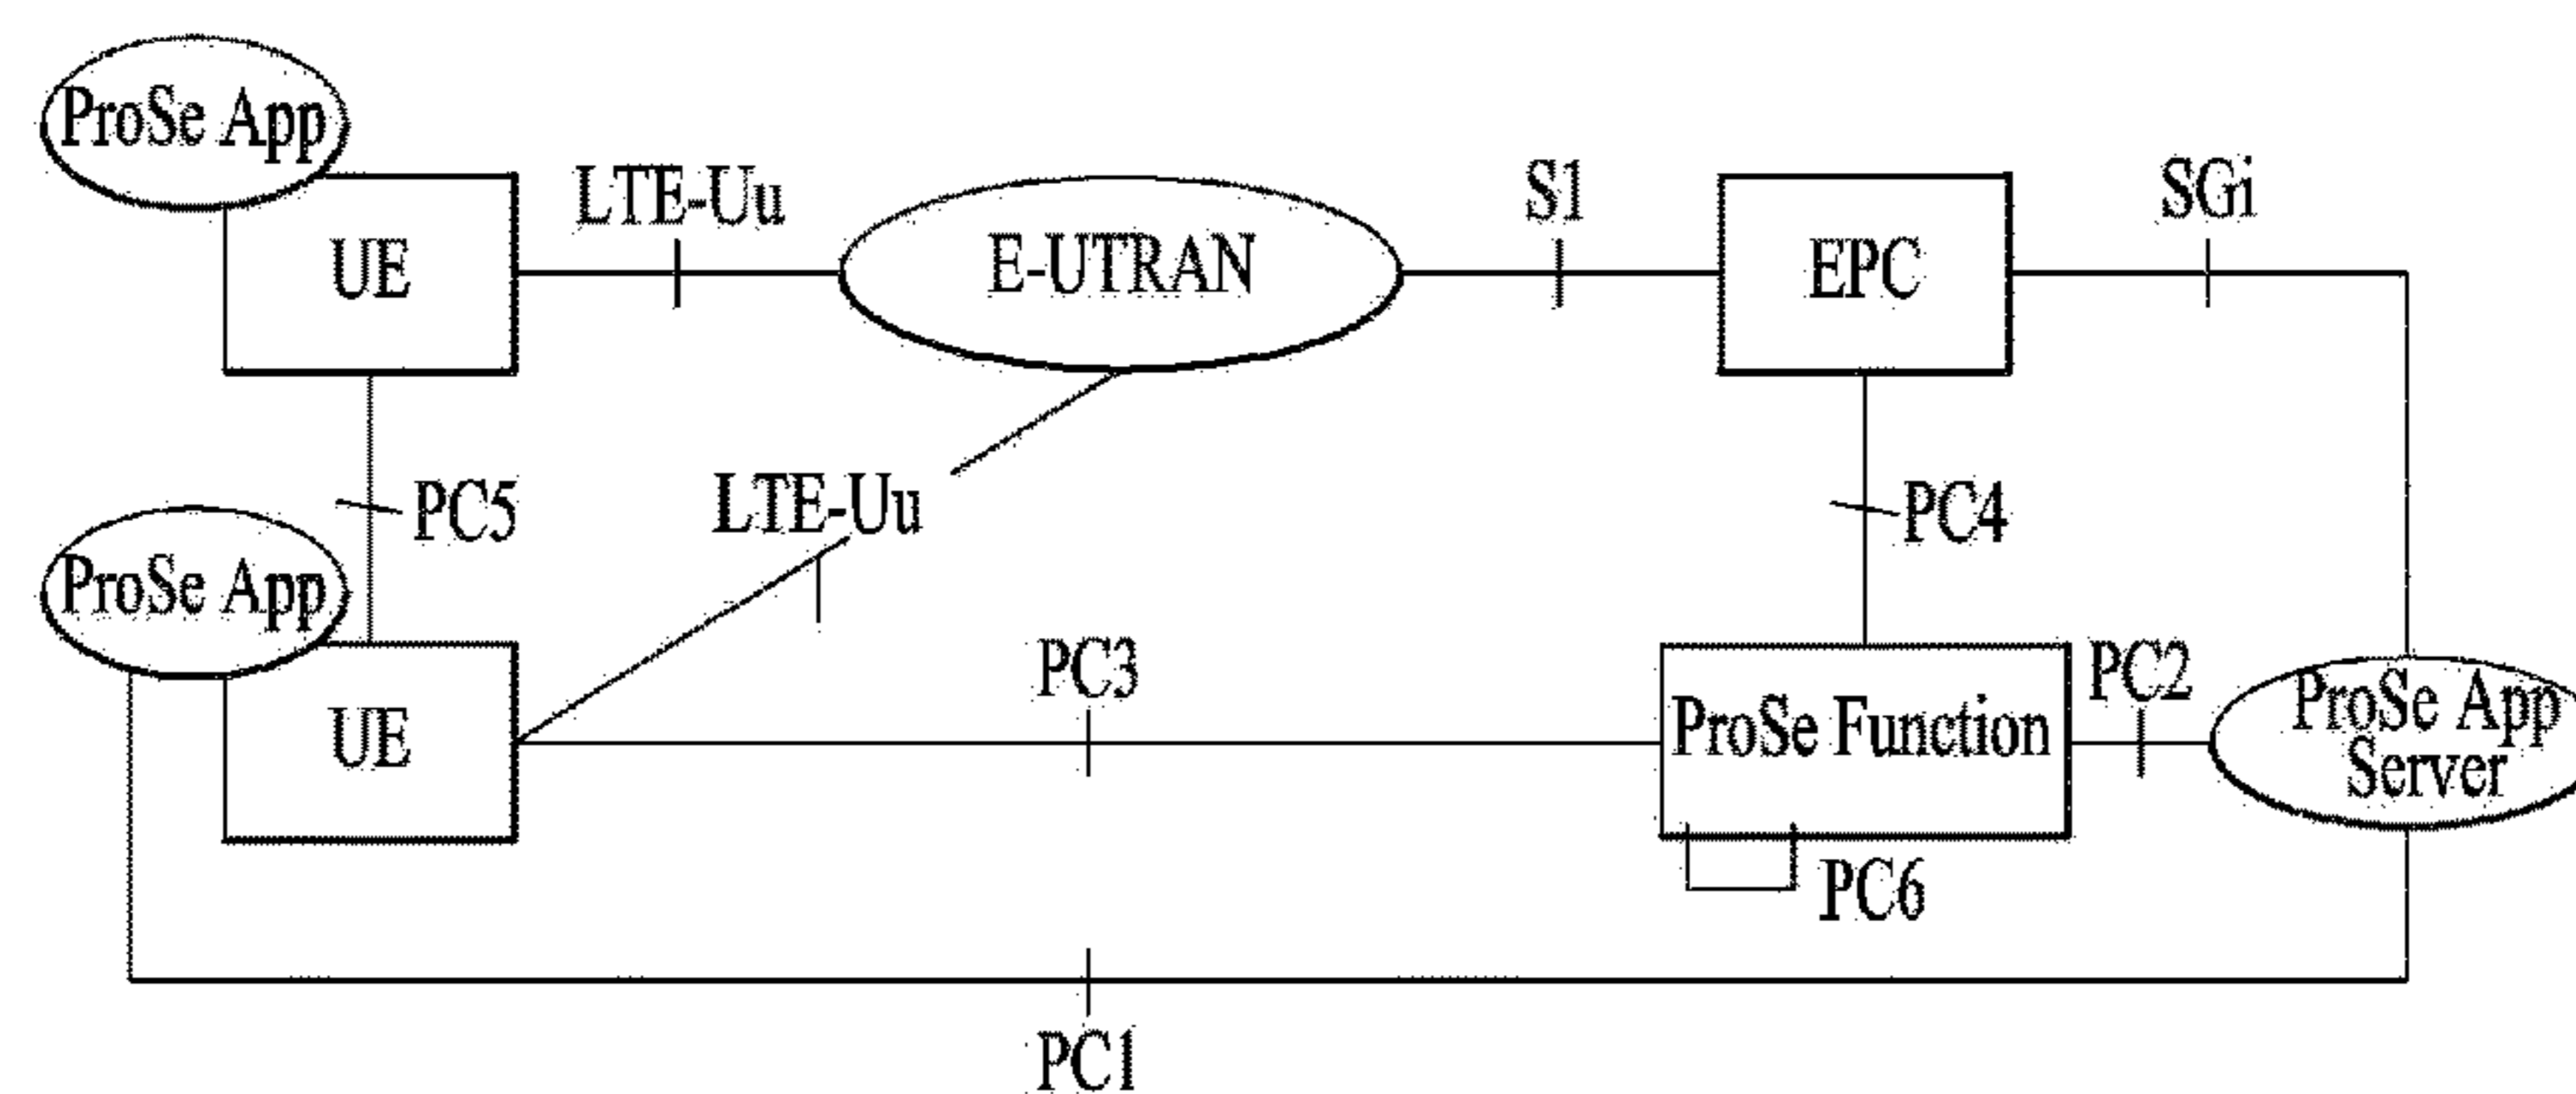 ProSe App
UE
LTE-Uu
E-UTRAN
S1
EPC
SGi
PC5
LTE-Uu
PC4
ProSe App
UE
PC3
ProSe Function
PC2
ProSe App
Server
PC6
PC1